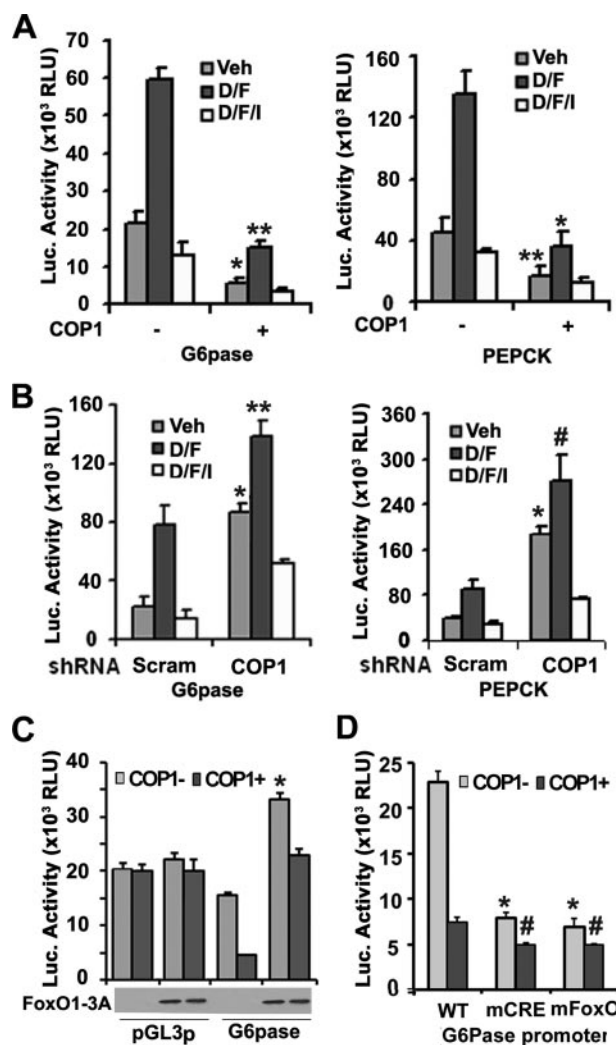 A
Luc. Activity (x10³ RLU)
70
60
50
40
30
20
10
0
Veh
D/F
D/F/I
*
**
COP1
-
+
G6pase
Luc. Activity (x10³ RLU)
160
120
80
40
0
Veh
D/F
D/F/I
**
*
COP1
-
+
PEPCK
B
Luc. Activity (x10³ RLU)
160
120
80
40
0
Veh
D/F
D/F/I
*
**
shRNA
Scram
COP1
G6pase
Luc. Activity (x10³ RLU)
360
300
240
160
80
0
Veh
D/F
D/F/I
*
#
shRNA
Scram
COP1
PEPCK
C
Luc. Activity (x10³ RLU)
40
30
20
10
0
COP1-
COP1+
*
FoxO1-3A
pGL3p
G6pase
D
Luc. Activity (x10³ RLU)
25
20
15
10
5
0
COP1-
COP1+
*
#
*
#
WT
mCRE
mFoxO
G6Pase promoter